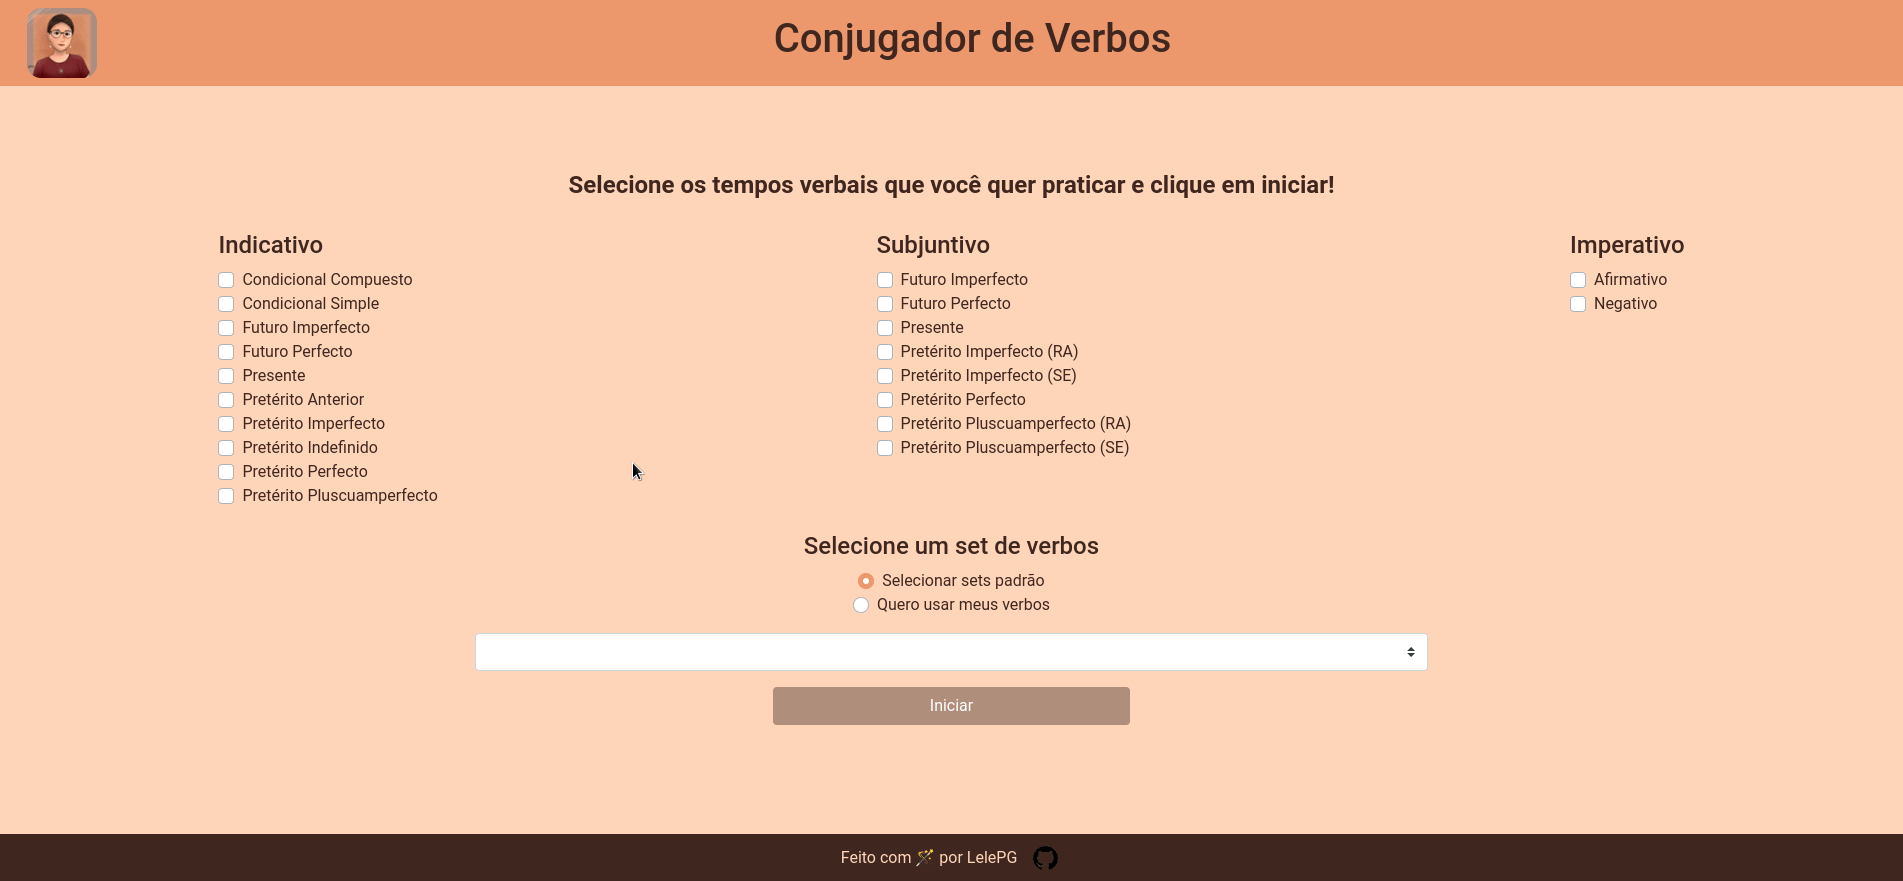 Conjugador de Verbos
Selecione os tempos verbais que você quer praticar e clique em iniciar!
Indicativo
Condicional Compuesto
Condicional Simple
Futuro Imperfecto
Futuro Perfecto
Presente
Pretérito Anterior
Pretérito Imperfecto
Pretérito Indefinido
Pretérito Perfecto
Pretérito Pluscuamperfecto
Subjuntivo
Futuro Imperfecto
Futuro Perfecto
Presente
Pretérito Imperfecto (RA)
Pretérito Imperfecto (SE)
Pretérito Perfecto
Pretérito Pluscuamperfecto (RA)
Pretérito Pluscuamperfecto (SE)
Imperativo
Afirmativo
Negativo
Selecione um set de verbos
Selecionar sets padrão
Quero usar meus verbos
Iniciar
Feito com 🪄 por LelePG